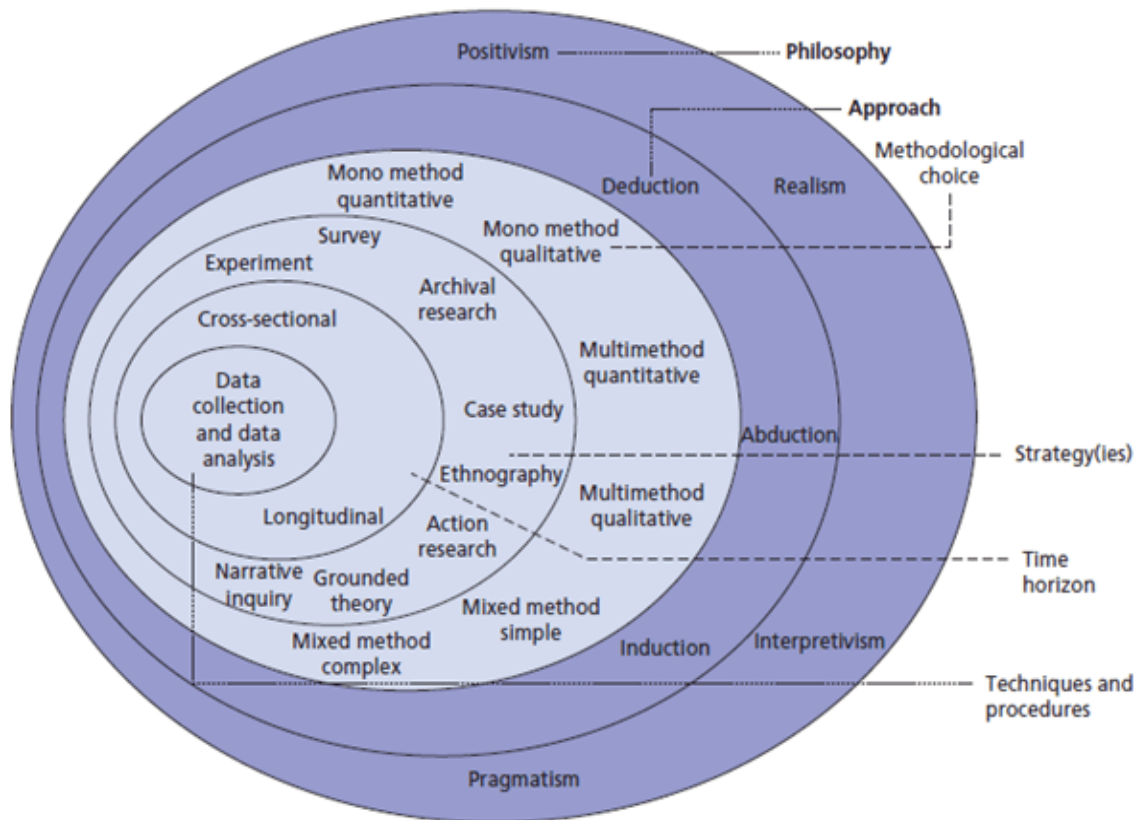 Positivism
Philosophy
Approach
Methodological
choice
Mono method
quantitative
Deduction
Realism
Survey
Mono method
qualitative
Experiment
Archival
research
Cross-sectional
Multimethod
quantitative
Data
collection
and data
analysis
Case study
Abduction
Strategy(ies)
Ethnography
Multimethod
qualitative
Longitudinal
Action
research
Time
horizon
Narrative
inquiry
Grounded
theory
Mixed method
simple
Mixed method
complex
Induction
Interpretivism
Techniques and
procedures
Pragmatism